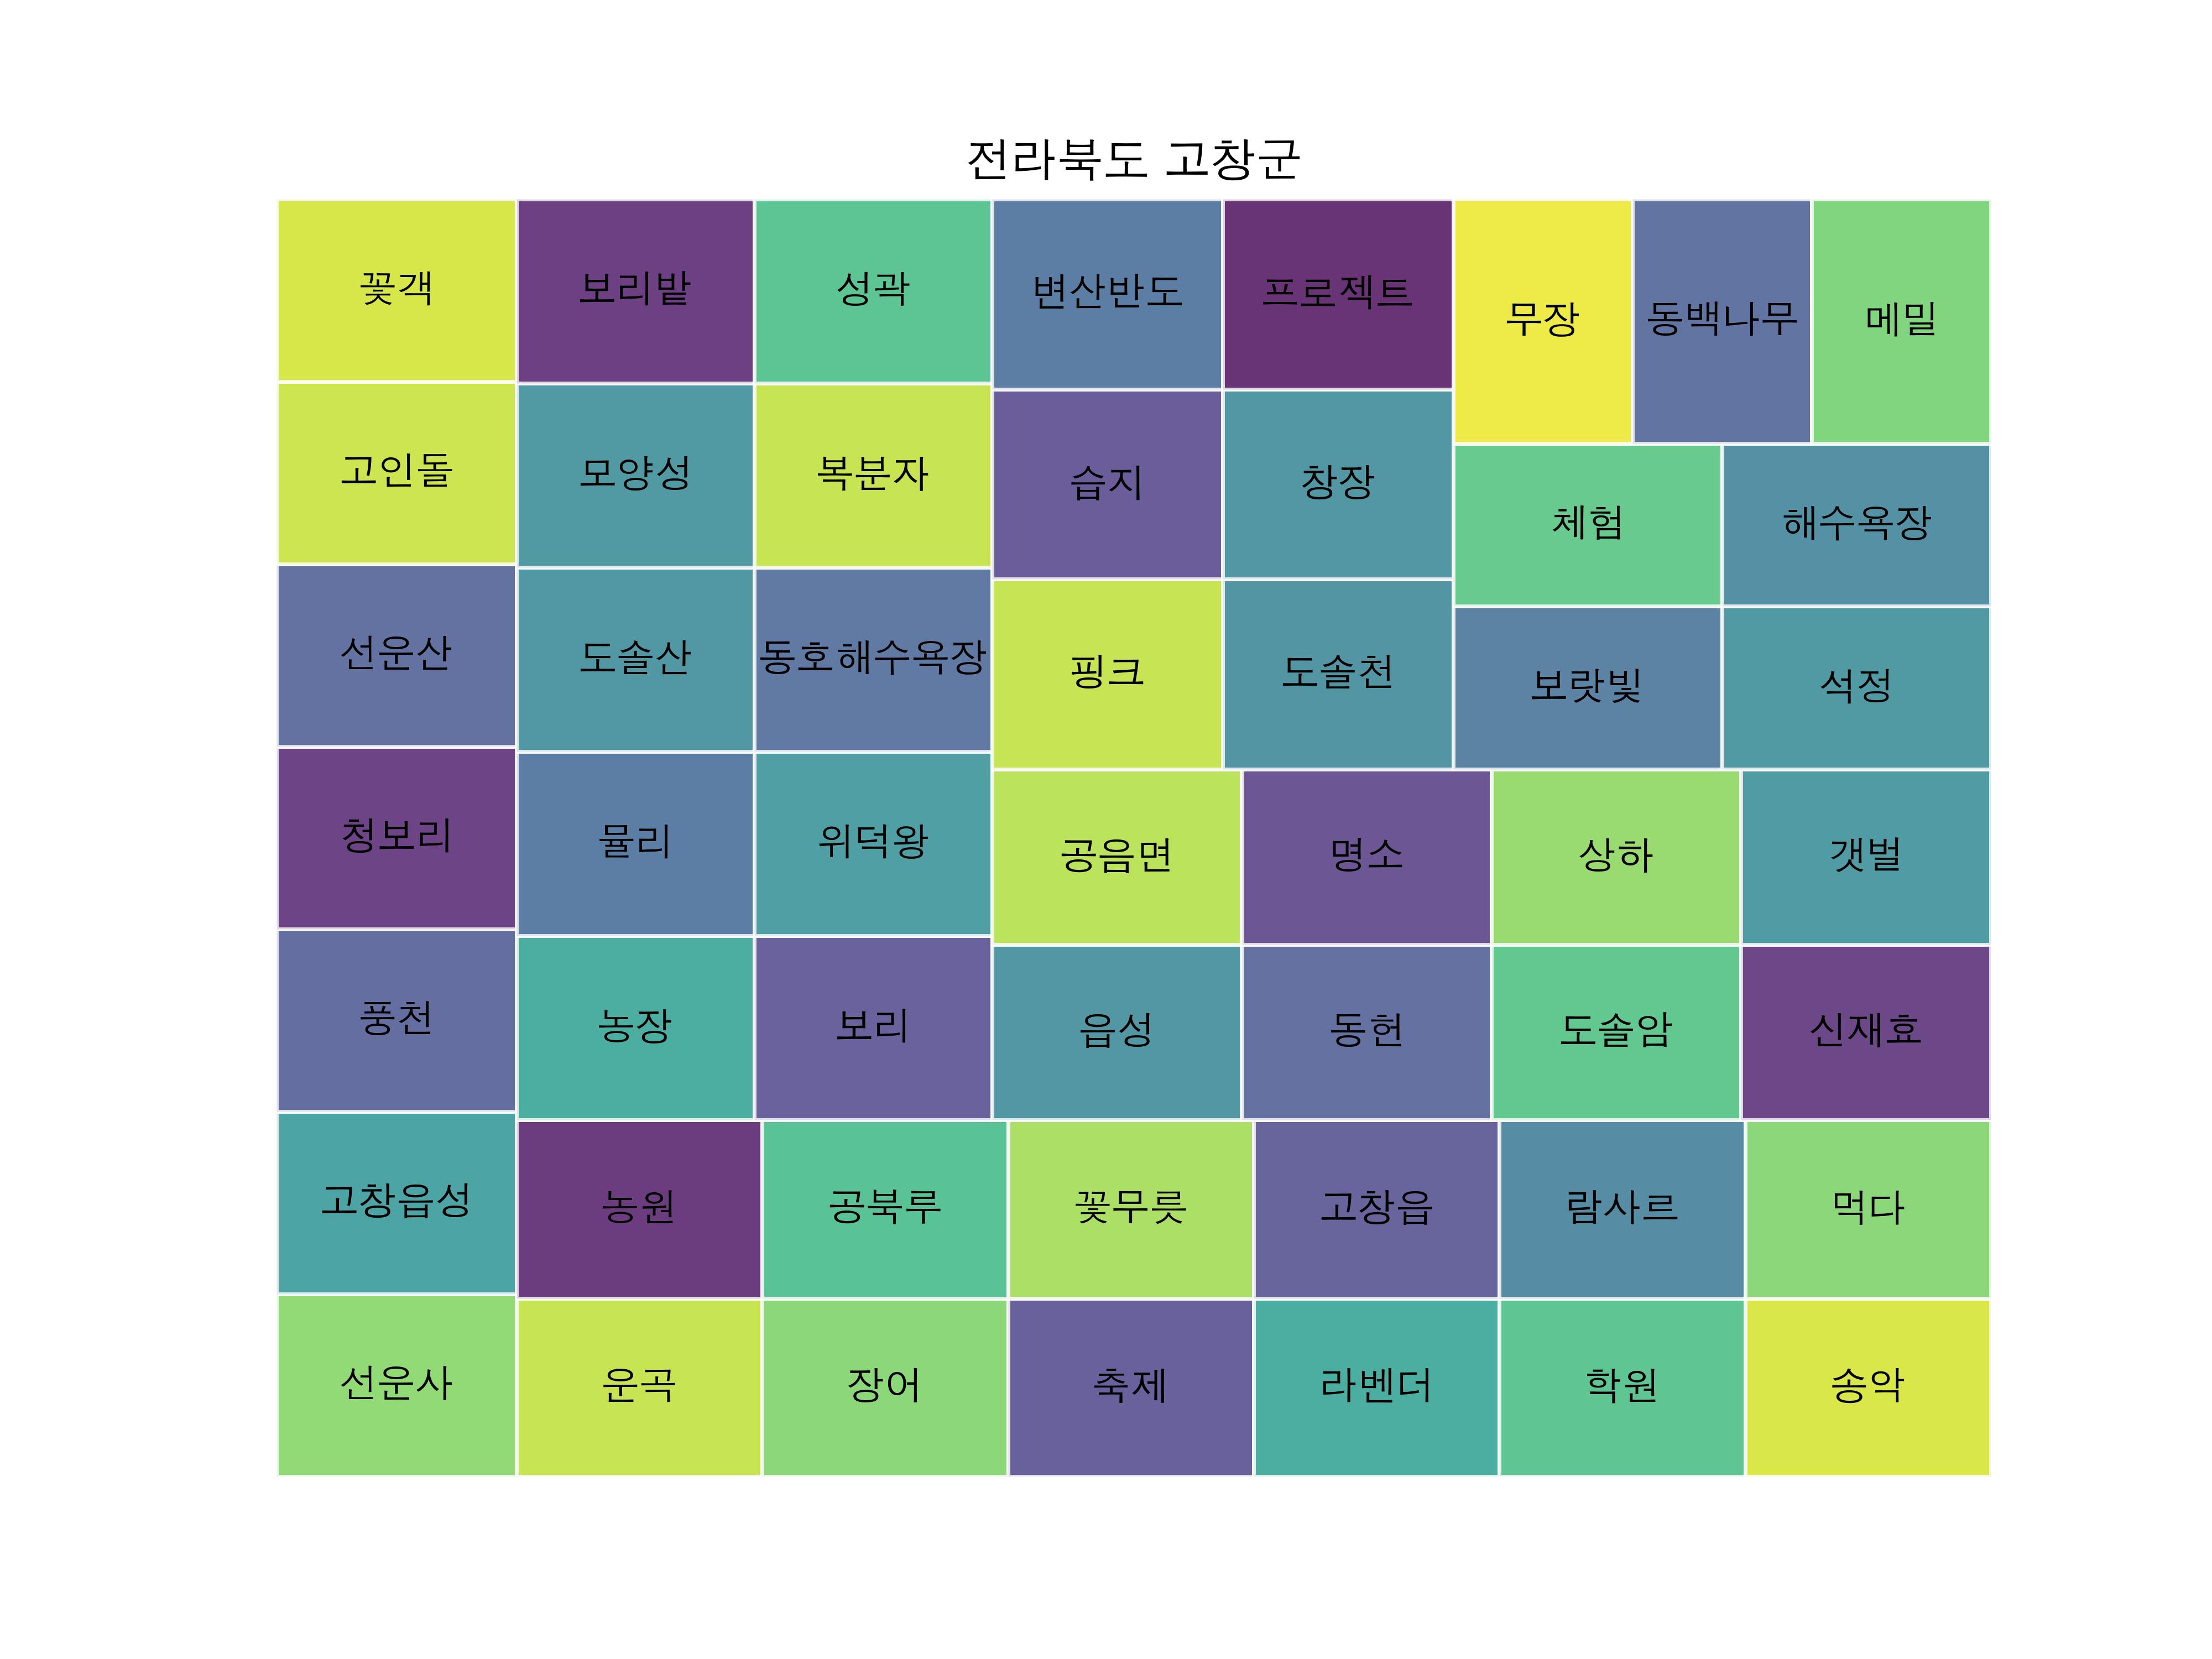 전라북도 고창군
꽃객
보리밭
성곽
변산반도
프로젝트
무장
동백나무
메밀
고인돌
모양성
복분자
습지
창장
체험
해수욕장
선운산
도솔산
동호해수욕장
핑크
도솔천
보랏빛
석정
청보리
뮬리
위덕왕
공음면
명소
상하
갯벌
풍천
농장
보리
읍성
동헌
도솔암
신재효
고창읍성
농원
공북루
꽃무릇
고창읍
람사르
먹다
선운사
운곡
장어
축제
라벤더
학원
송악